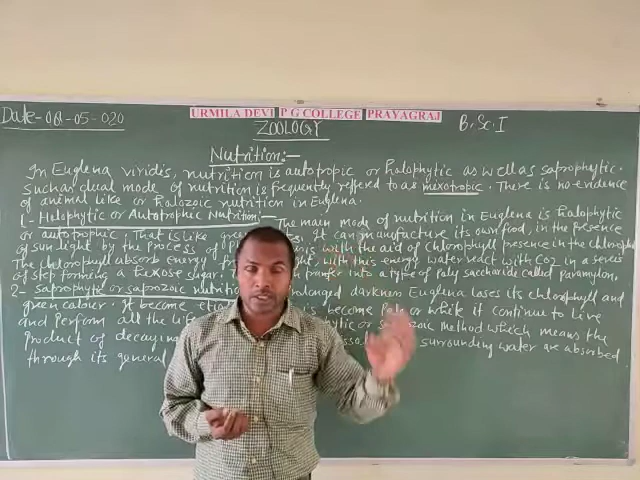 Date-08-05-020
URMILA DEVI P G COLLEGE PRAYAGRAJ
B.Sc.I
ZOOLOGY
Nutrition:-
In Euglena viridis, nutrition is autotropic or holophytic as well as saprophytic.
Such an dual mode of nutrition is frequently reffered to as mixotropic. There is no evidence
of animal like or Holozoic nutrition in Euglena.
1- Holophytic or Autotrophic Nutrition:- The main mode of nutrition in Euglena is holophytic
or autotrophic. That is like green It can manufacture its own food, in the presence
of sun light by the process of with the aid of chlorophyll presence in the
The chlorophyll absorb energy with this energy water react with CO2 in a series
of step forming a Hexose sugar. transfer into a type of poly saccharide called paramylon.
2- saprophytic or saprozoic nutrition prolonged darkness Euglena loses its chlorophyll and
green colour. It become is become Pale or white it continue to live
and Perform all the life or saprozoic method which means the
Product of decaying surrounding water are absorbed
through its general